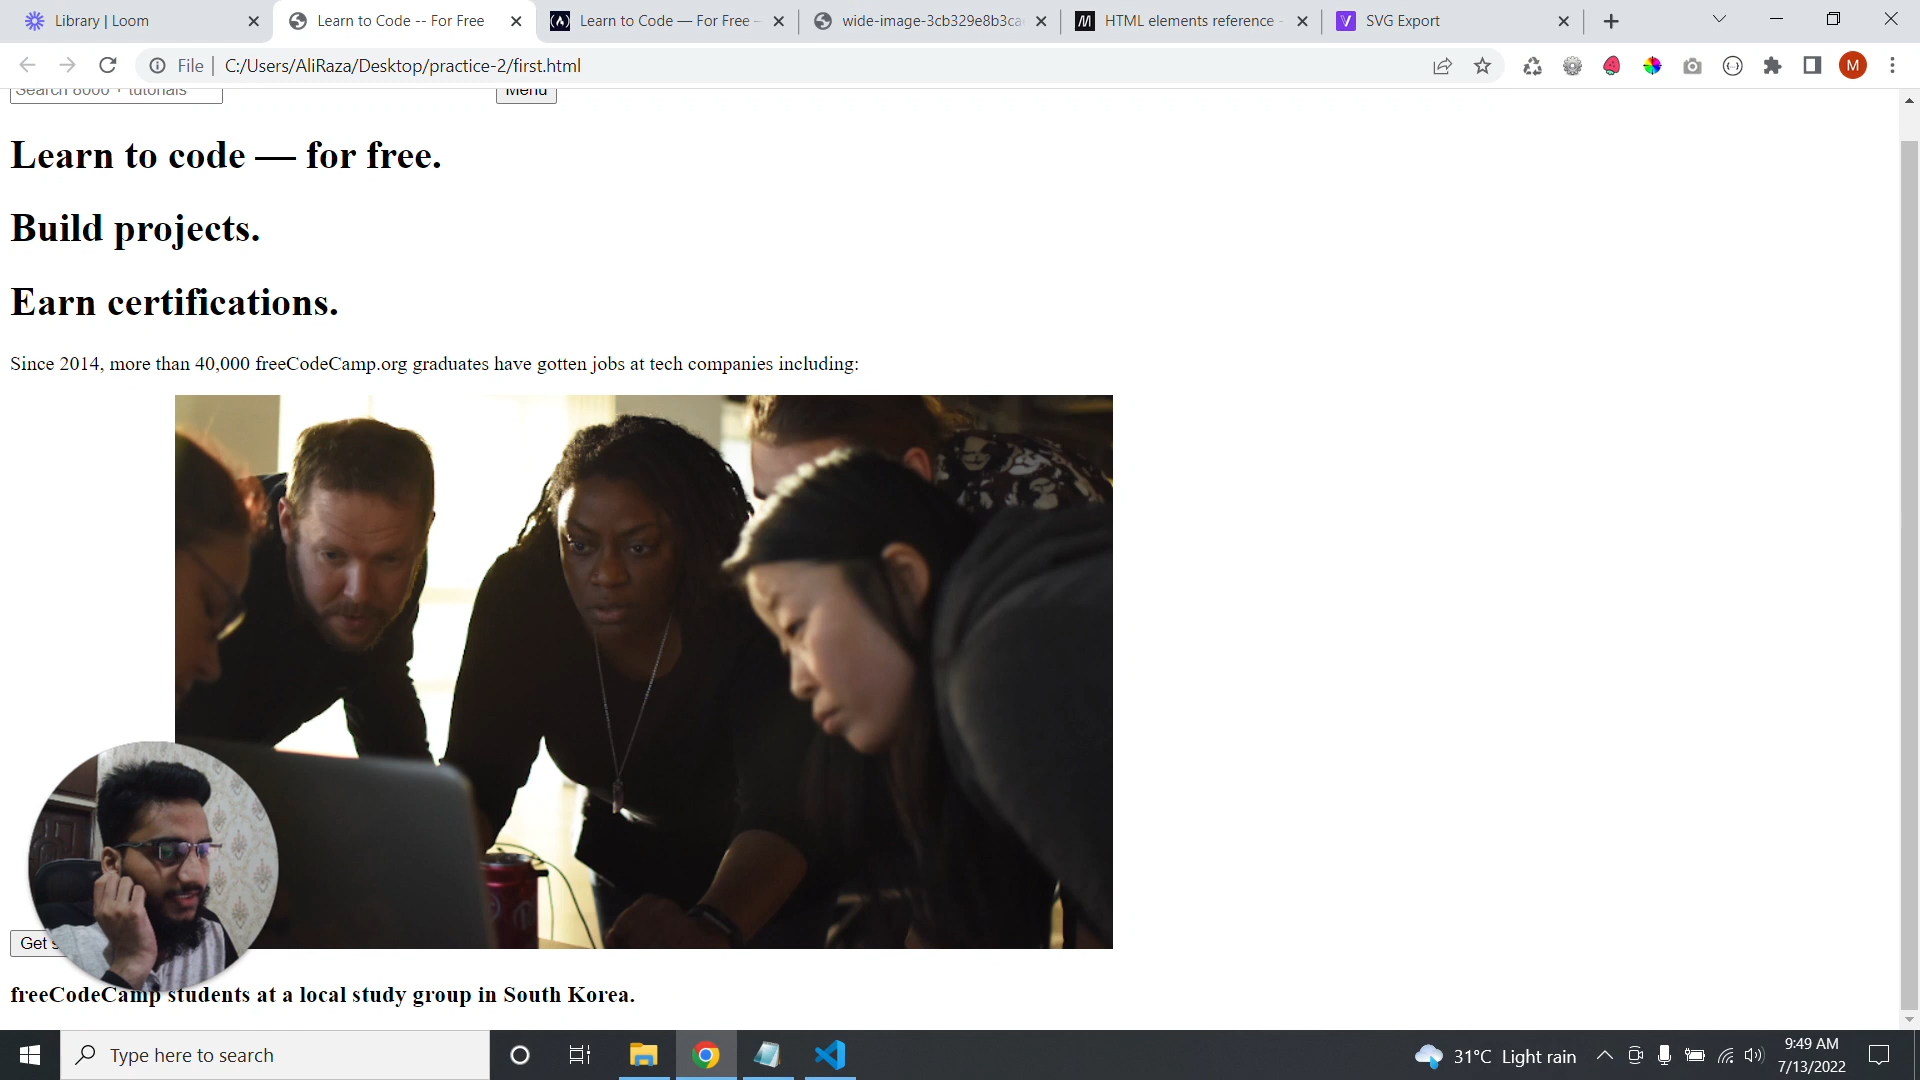 Library | Loom
Learn to Code -- For Free
Learn to Code — For Free –
wide-image-3cb329e8b3ca
HTML elements reference -
SVG Export
File
C:/Users/AliRaza/Desktop/practice-2/first.html
M
Search 8000 + tutorials
Menu
Learn to code — for free.
Build projects.
Earn certifications.
Since 2014, more than 40,000 freeCodeCamp.org graduates have gotten jobs at tech companies including:
Get
freeCodeCamp students at a local study group in South Korea.
Type here to search
31°C Light rain
9:49 AM
7/13/2022